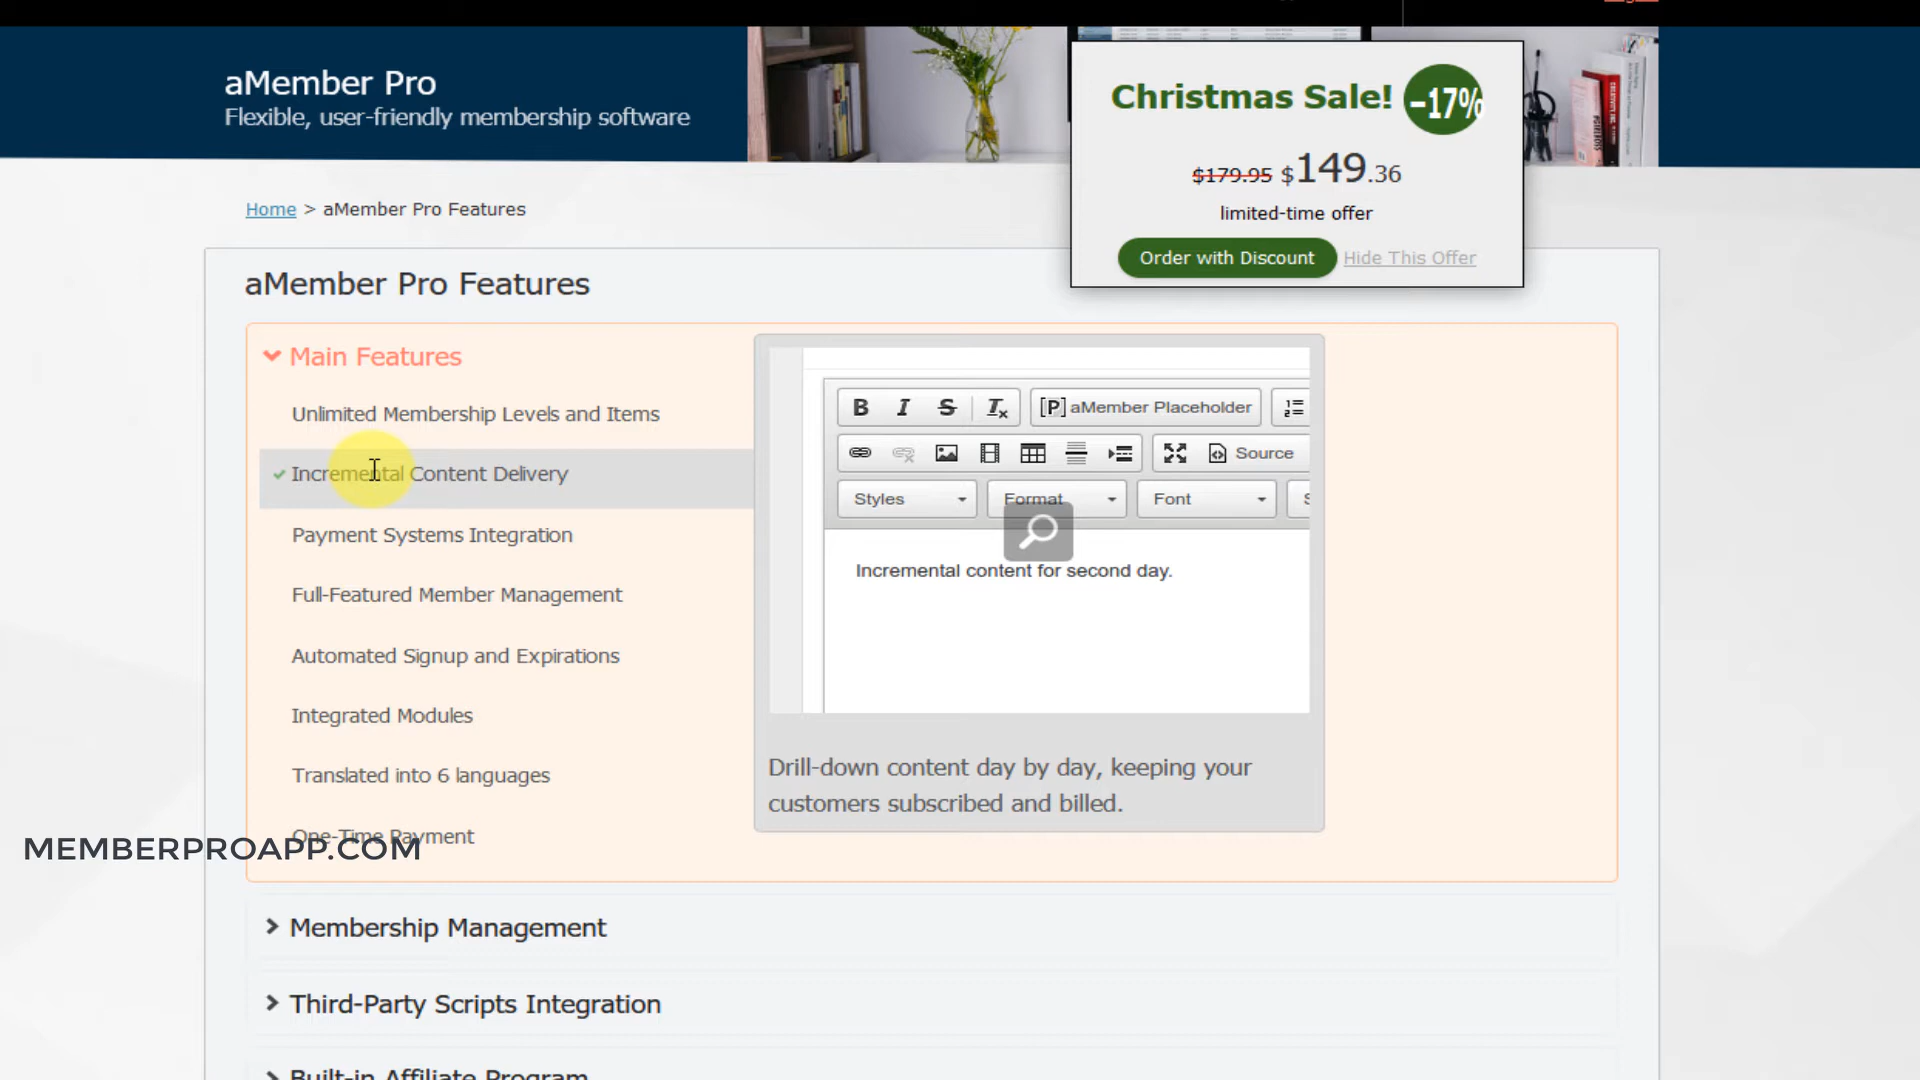 aMember Pro
Flexible, user-friendly membership software
Christmas Sale! -17%
$179.95 $149.36
limited-time offer
Order with Discount Hide This Offer
Home > aMember Pro Features
aMember Pro Features
Main Features
Unlimited Membership Levels and Items
Incremental Content Delivery
Payment Systems Integration
Full-Featured Member Management
Automated Signup and Expirations
Integrated Modules
Translated into 6 languages
One-Time Payment
MEMBERPROAPP.COM
B I S Ix [P] aMember Placeholder
Source
Styles Format Font S
Incremental content for second day.
Drill-down content day by day, keeping your
customers subscribed and billed.
Membership Management
Third-Party Scripts Integration
Built-in Affiliate Program